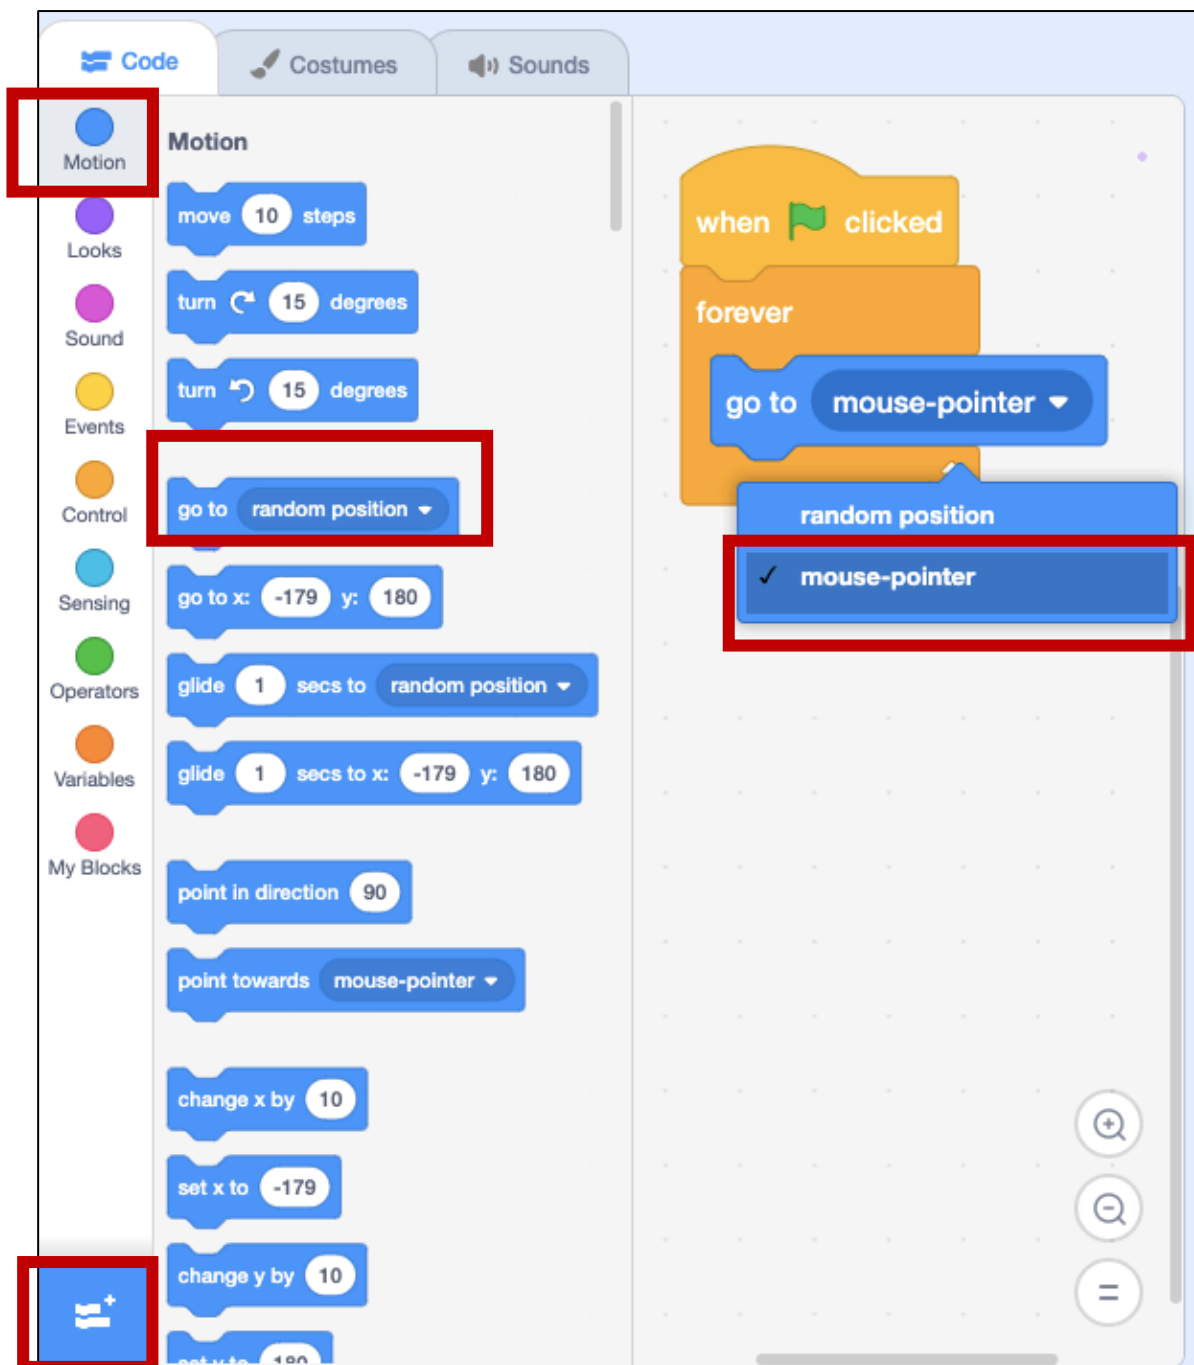 Code
Costumes
Sounds
Motion
Looks
Sound
Events
Control
Sensing
Operators
Variables
My Blocks
Motion
move 10 steps
turn 15 degrees
turn 15 degrees
go to random position
go to x: -179 y: 180
glide 1 secs to random position
glide 1 secs to x: -179 y: 180
point in direction 90
point towards mouse-pointer
change x by 10
set x to -179
change y by 10
set y to 180
when clicked
forever
go to mouse-pointer
random position
✓ mouse-pointer